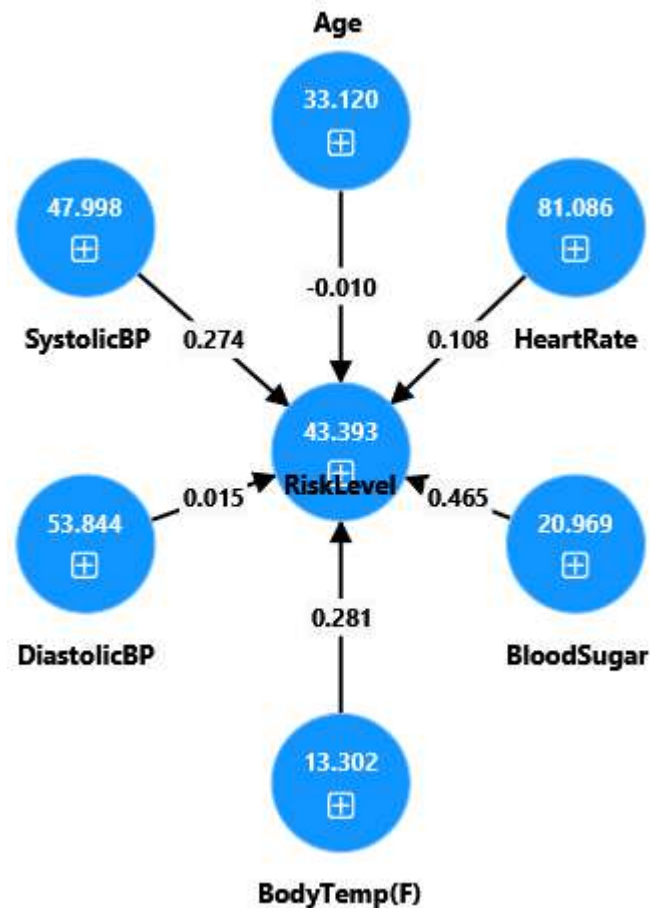 Age
33.120
47.998
81.086
-0.010
SystolicBP
0.274
0.108
HeartRate
43.393
RiskLevel
53.844
0.015
0.465
20.969
DiastolicBP
0.281
BloodSugar
13.302
BodyTemp(F)